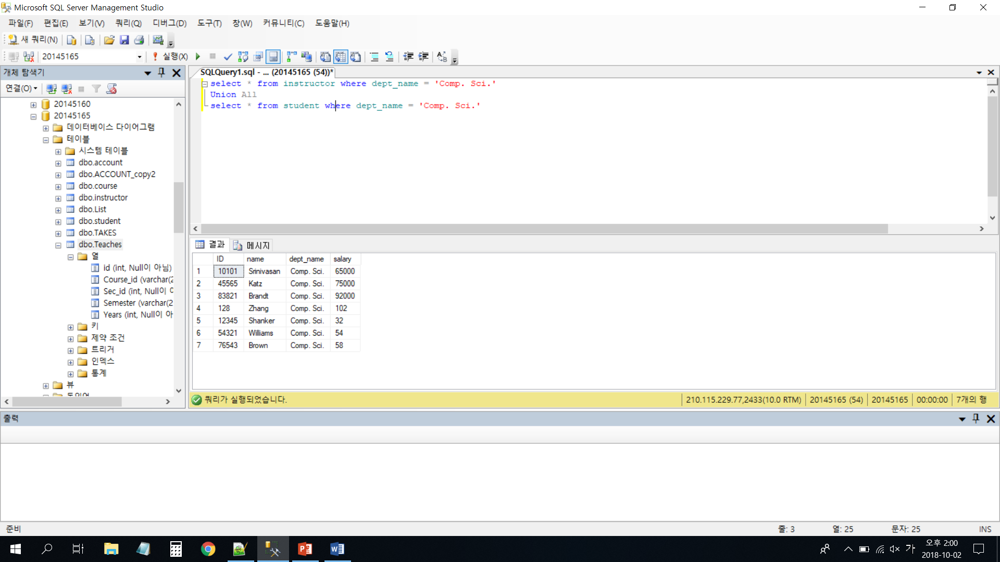 Microsoft SQL Server Management Studio
파일(F) 편집(E) 보기(V) 쿼리(Q) 디버그(D) 도구(T) 창(W) 커뮤니티(C) 도움말(H)
새 쿼리(N)
20145165 실행(X)
개체 탐색기
연결(O)
20145160
20145165
데이터베이스 다이어그램
테이블
시스템 테이블
dbo.account
dbo.ACCOUNT_copy2
dbo.course
dbo.instructor
dbo.List
dbo.student
dbo.TAKES
dbo.Teaches
열
id (int, Null이 아님)
Course_id (varchar(2
Sec_id (int, Null이
Semester (varchar(2
Years (int, Null이 아
키
제약 조건
트리거
인덱스
통계
뷰
SQLQuery1.sql - ... (20145165 (54))*
select * from instructor where dept_name = 'Comp. Sci.'
Union All
select * from student where dept_name = 'Comp. Sci.'
결과 메시지
ID name dept_name salary
1 10101 Srinivasan Comp. Sci. 65000
2 45565 Katz Comp. Sci. 75000
3 83821 Brandt Comp. Sci. 92000
4 128 Zhang Comp. Sci. 102
5 12345 Shanker Comp. Sci. 32
6 54321 Williams Comp. Sci. 54
7 76543 Brown Comp. Sci. 58
쿼리가 실행되었습니다. 210.115.229.77,2433(10.0 RTM) 20145165 (54) 20145165 00:00:00 7개의 행
출력
준비 줄: 3 열: 25 문자: 25 INS
가 오후 2:00
2018-10-02